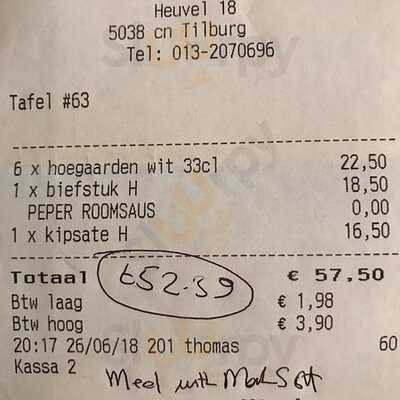 Heuvel 18
5038 cn Tilburg
Tel: 013-2070696
Tafel #63
6 x hoegaarden wit 33cl 22,50
1 x biefstuk H 18,50
PEPER ROOMSAUS 0,00
1 x kipsate H 16,50
Totaal £52.39 € 57,50
Btw laag € 1,98
Btw hoog € 3,90
20:17 26/06/18 201 thomas 60
Kassa 2
Meel with